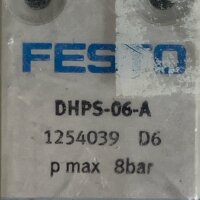 FESTO
DHPS-06-A
1254039 D6
p max 8bar